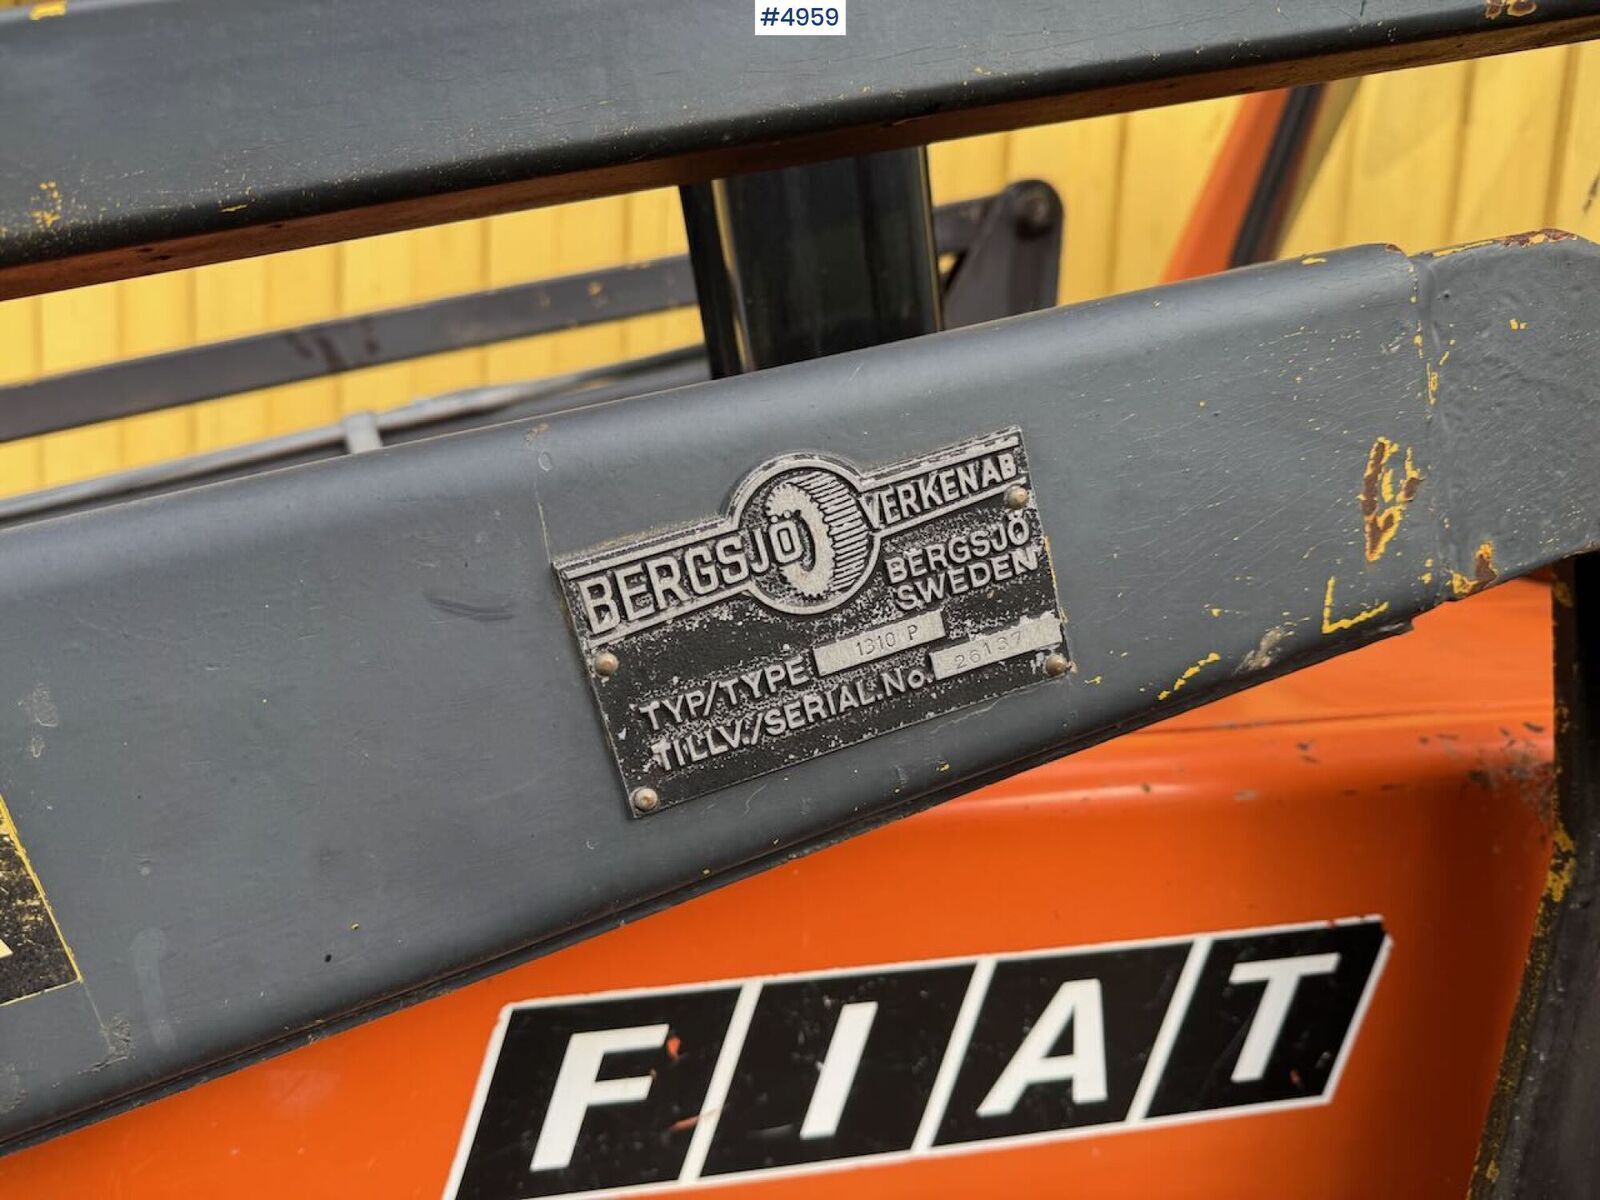 #4959
BERGSJÖ VERKEN AB
BERGSJÖ
SWEDEN
TYP/TYPE 1310 P
TILLV./SERIAL.No. 26137
FIAT